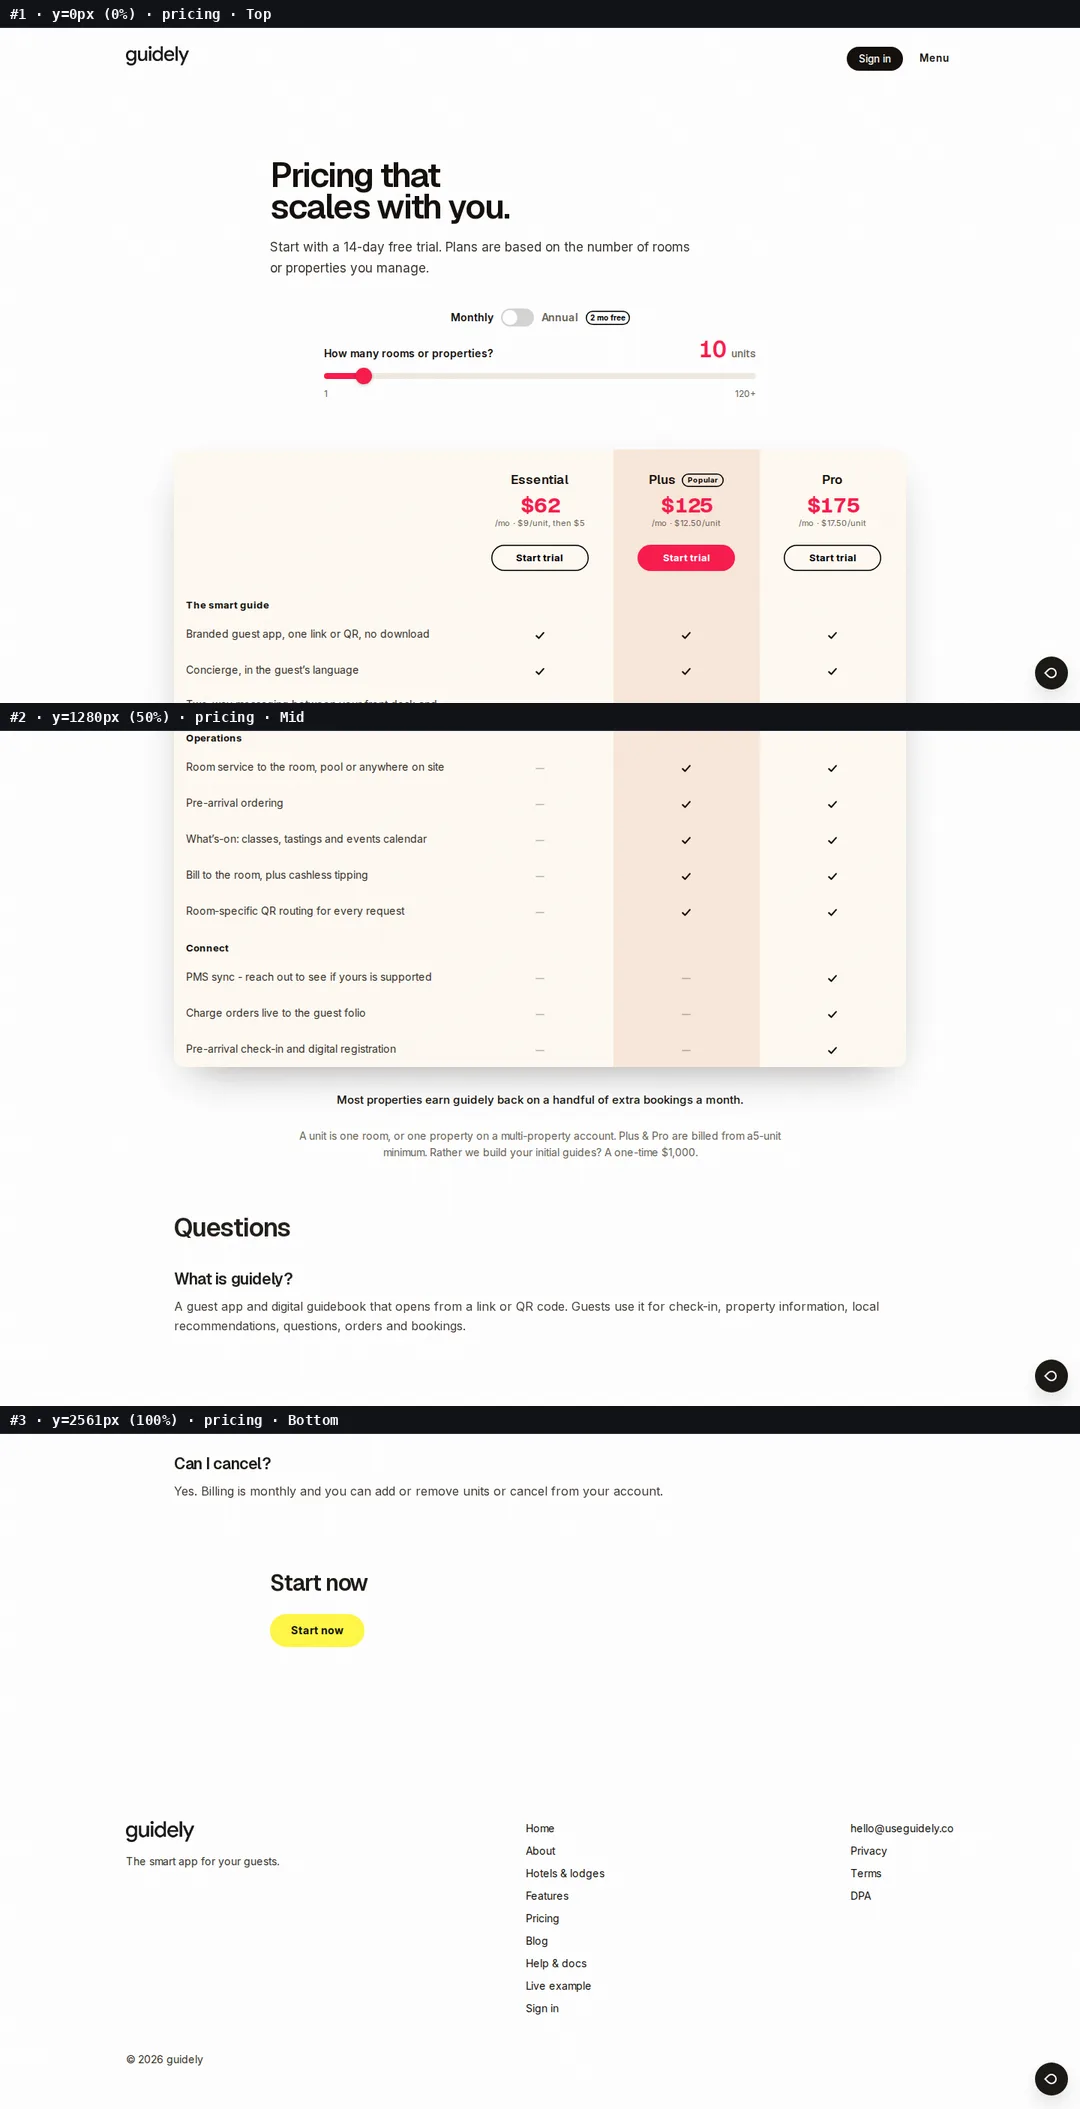 #1 · y=0px (0%) · pricing · Top
guidely
Sign in
Menu
Pricing that
scales with you.
Start with a 14-day free trial. Plans are based on the number of rooms
or properties you manage.
Monthly
Annual
2 mo free
How many rooms or properties?
10 units
1
120+
Essential
Plus
Popular
Pro
$62
$125
$175
/mo · $9/unit, then $5
/mo · $12.50/unit
/mo · $17.50/unit
Start trial
Start trial
Start trial
The smart guide
Branded guest app, one link or QR, no download
Concierge, in the guest's language
#2 · y=1280px (50%) · pricing · Mid
Operations
Room service to the room, pool or anywhere on site
Pre-arrival ordering
What's-on: classes, tastings and events calendar
Bill to the room, plus cashless tipping
Room-specific QR routing for every request
Connect
PMS sync - reach out to see if yours is supported
Charge orders live to the guest folio
Pre-arrival check-in and digital registration
Most properties earn guidely back on a handful of extra bookings a month.
A unit is one room, or one property on a multi-property account. Plus & Pro are billed from a5-unit
minimum. Rather we build your initial guides? A one-time $1,000.
Questions
What is guidely?
A guest app and digital guidebook that opens from a link or QR code. Guests use it for check-in, property information, local
recommendations, questions, orders and bookings.
#3 · y=2561px (100%) · pricing · Bottom
Can I cancel?
Yes. Billing is monthly and you can add or remove units or cancel from your account.
Start now
Start now
guidely
The smart app for your guests.
Home
About
Hotels & lodges
Features
Pricing
Blog
Help & docs
Live example
Sign in
hello@useguidely.co
Privacy
Terms
DPA
© 2026 guidely